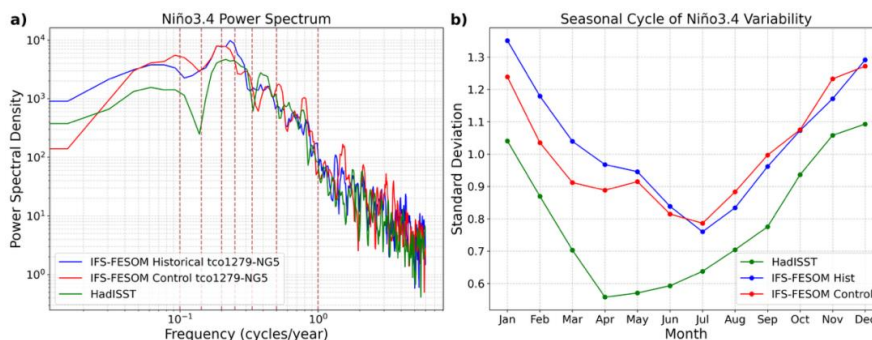 a)
Niño3.4 Power Spectrum
Power Spectral Density
10⁴
10³
10²
10¹
10⁰
IFS-FESOM Historical tco1279-NG5
IFS-FESOM Control tco1279-NG5
HadISST
10⁻¹
10⁰
Frequency (cycles/year)
b)
Seasonal Cycle of Niño3.4 Variability
Standard Deviation
1.3
1.2
1.1
1.0
0.9
0.8
0.7
0.6
HadISST
IFS-FESOM Hist
IFS-FESOM Control
Jan Feb Mar Apr May Jun Jul Aug Sep Oct Nov Dec
Month